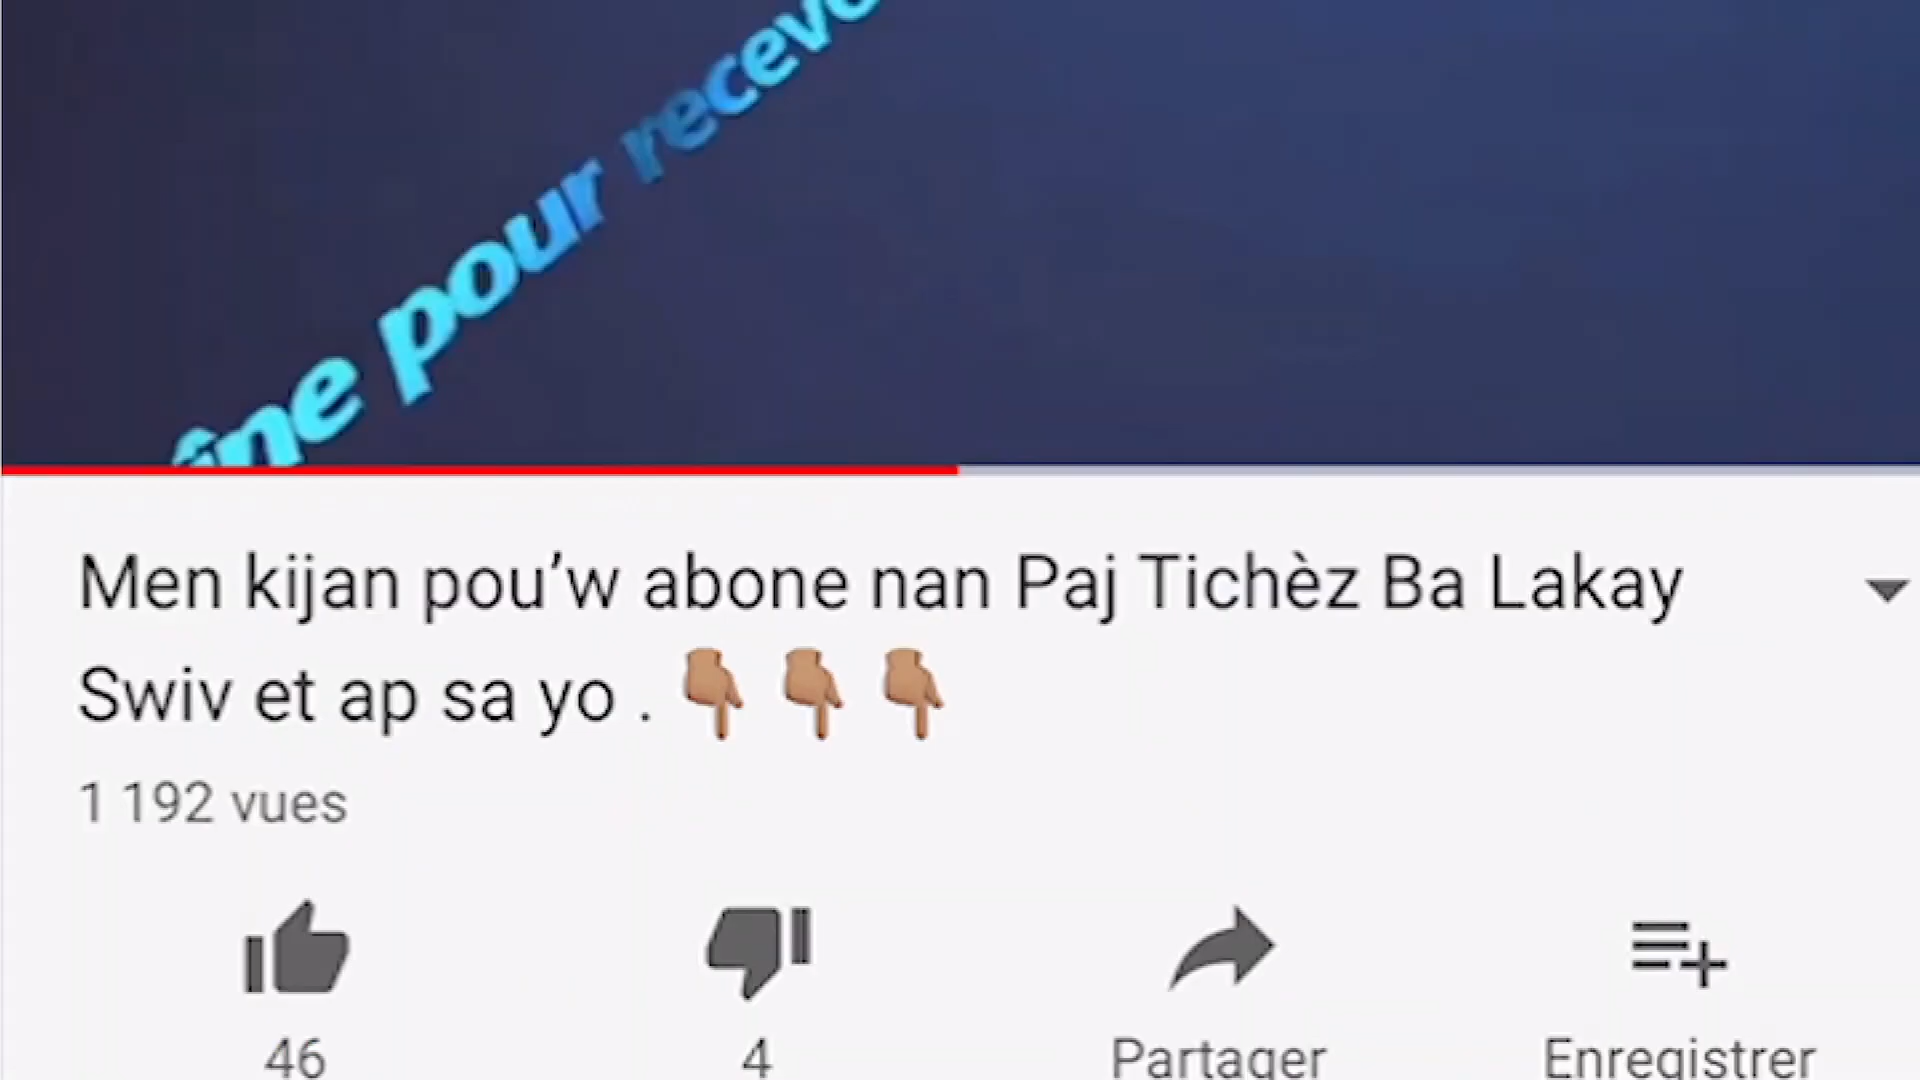 îne pour
Men kijan pou’w abone nan Paj Tichèz Ba Lakay
Swiv et ap sa yo . 👇🏽 👇🏽 👇🏽
1 192 vues
46
4
Partager
Enregistrer